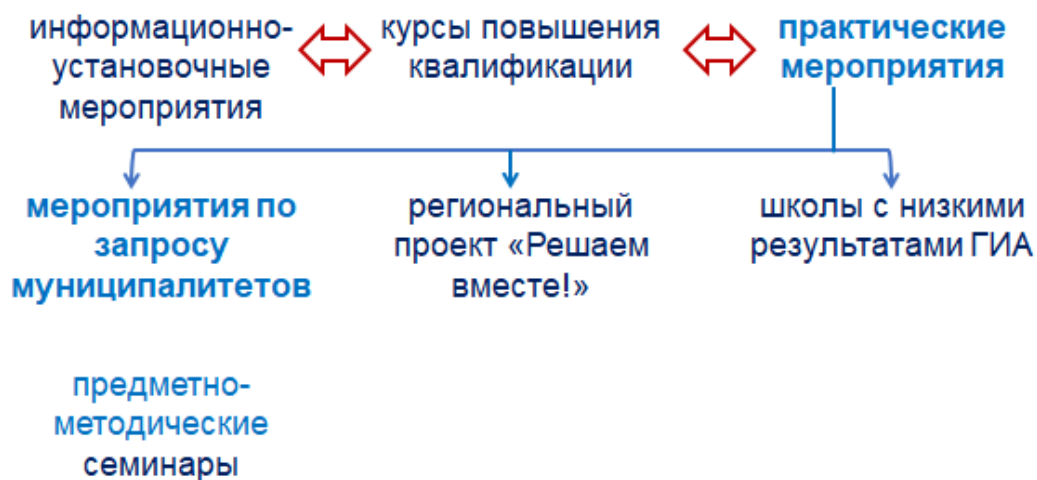 информационно-
установочные
мероприятия
курсы повышения
квалификации
практические
мероприятия
мероприятия по
запросу
муниципалитетов
региональный
проект «Решаем
вместе!»
школы с низкими
результатами ГИА
предметно-
методические
семинары